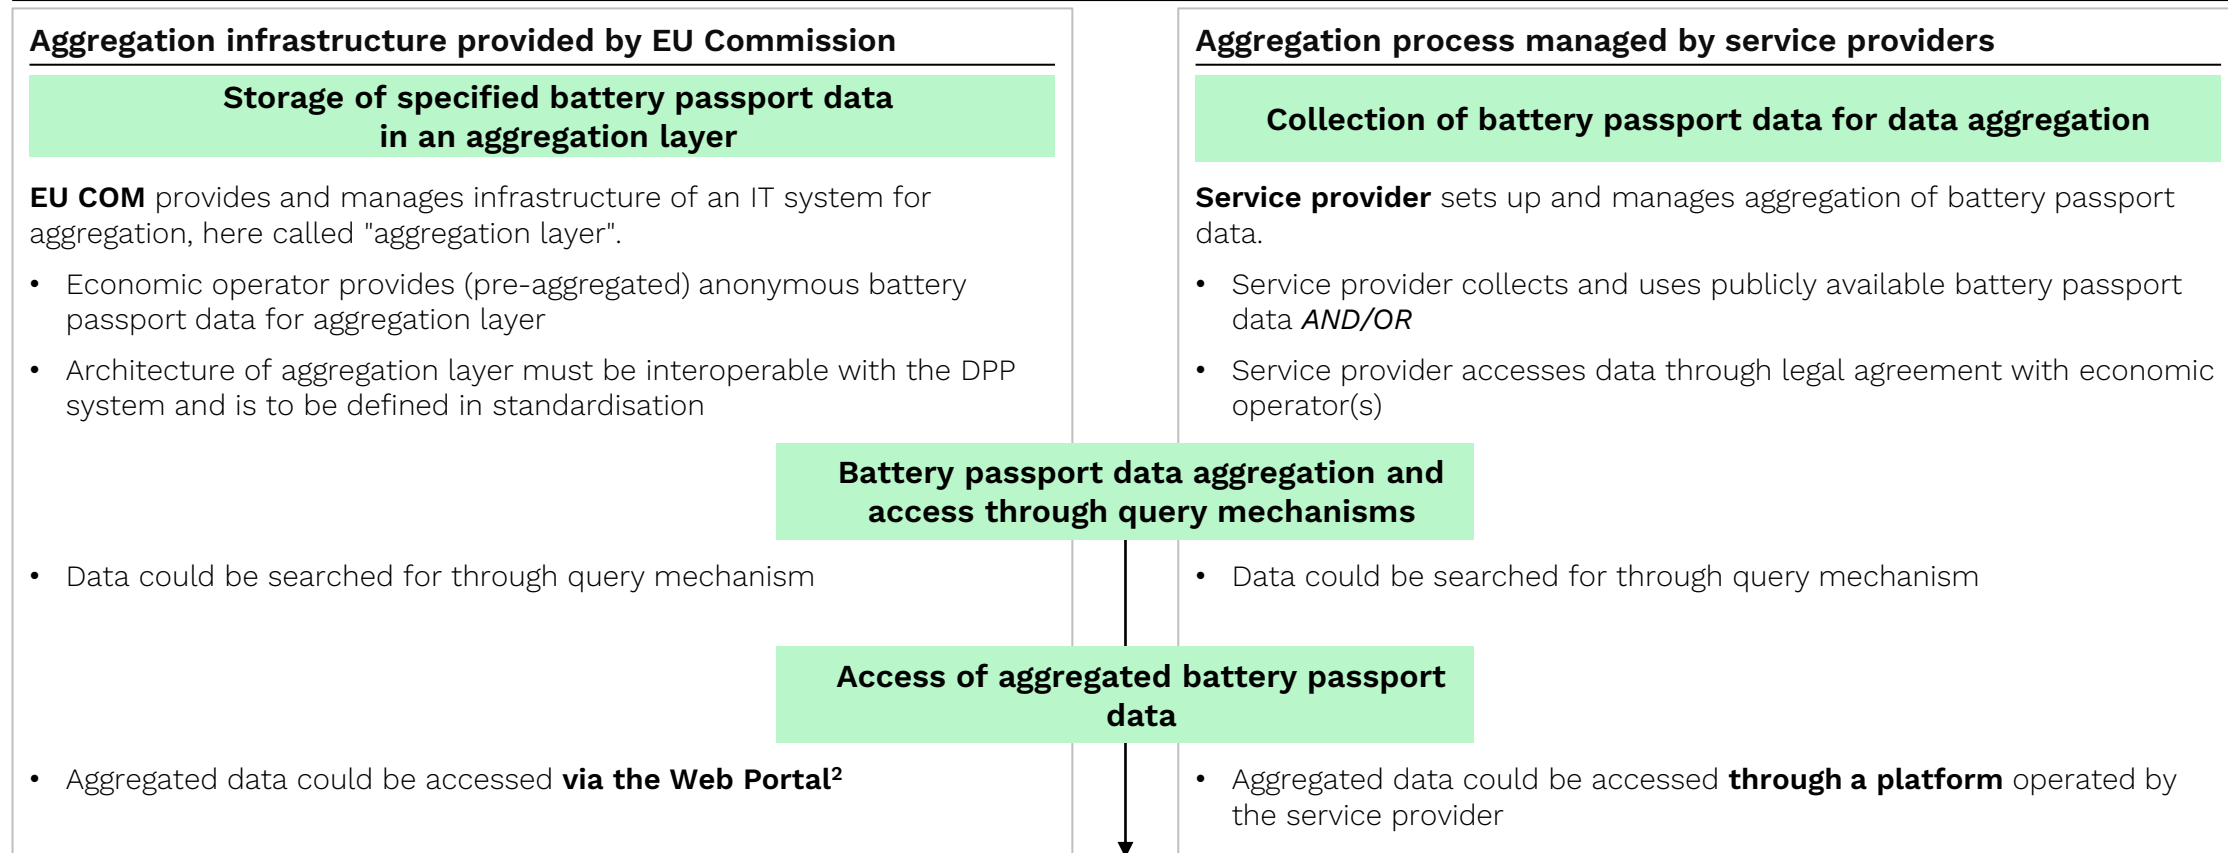 Aggregation infrastructure provided by EU Commission
Storage of specified battery passport data
in an aggregation layer
EU COM provides and manages infrastructure of an IT system for
aggregation, here called "aggregation layer".
• Economic operator provides (pre-aggregated) anonymous battery
passport data for aggregation layer
• Architecture of aggregation layer must be interoperable with the DPP
system and is to be defined in standardisation
Aggregation process managed by service providers
Collection of battery passport data for data aggregation
Service provider sets up and manages aggregation of battery passport
data.
• Service provider collects and uses publicly available battery passport
data AND/OR
• Service provider accesses data through legal agreement with economic
operator(s)
Battery passport data aggregation and
access through query mechanisms
• Data could be searched for through query mechanism
• Data could be searched for through query mechanism
Access of aggregated battery passport
data
• Aggregated data could be accessed via the Web Portal²
• Aggregated data could be accessed through a platform operated by
the service provider